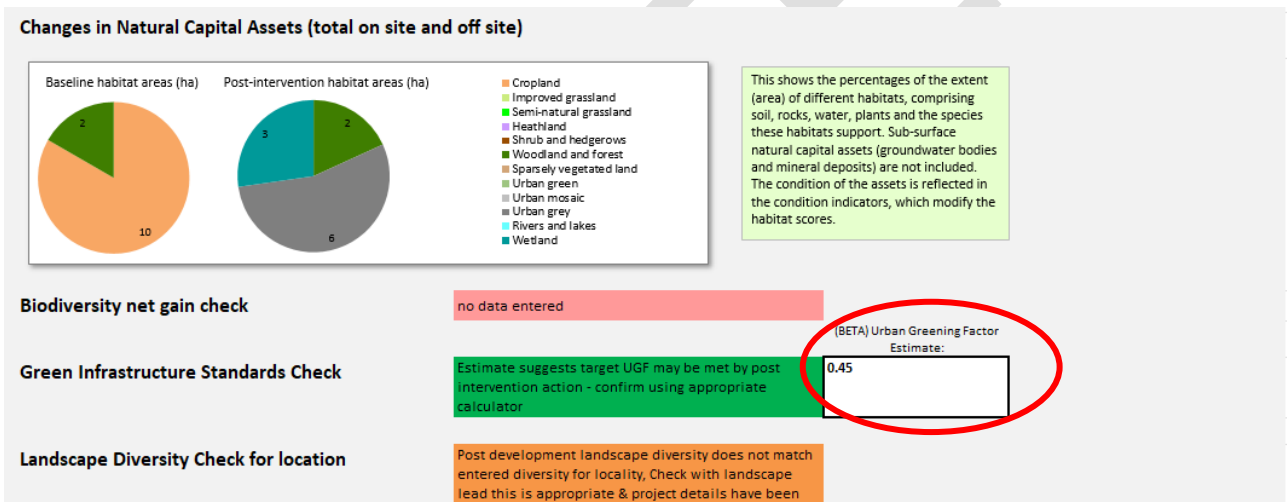 Changes in Natural Capital Assets (total on site and off site)
Baseline habitat areas (ha)
2
10
Post-intervention habitat areas (ha)
3
2
6
Cropland
Improved grassland
Semi-natural grassland
Heathland
Shrub and hedgerows
Woodland and forest
Sparsely vegetated land
Urban green
Urban mosaic
Urban grey
Rivers and lakes
Wetland
This shows the percentages of the extent
(area) of different habitats, comprising
soil, rocks, water, plants and the species
these habitats support. Sub-surface
natural capital assets (groundwater bodies
and mineral deposits) are not included.
The condition of the assets is reflected in
the condition indicators, which modify the
habitat scores.
Biodiversity net gain check
no data entered
(BETA) Urban Greening Factor
Estimate:
Green Infrastructure Standards Check
Estimate suggests target UGF may be met by post
intervention action - confirm using appropriate
calculator
0.45
Landscape Diversity Check for location
Post development landscape diversity does not match
entered diversity for locality, Check with landscape
lead this is appropriate & project details have been